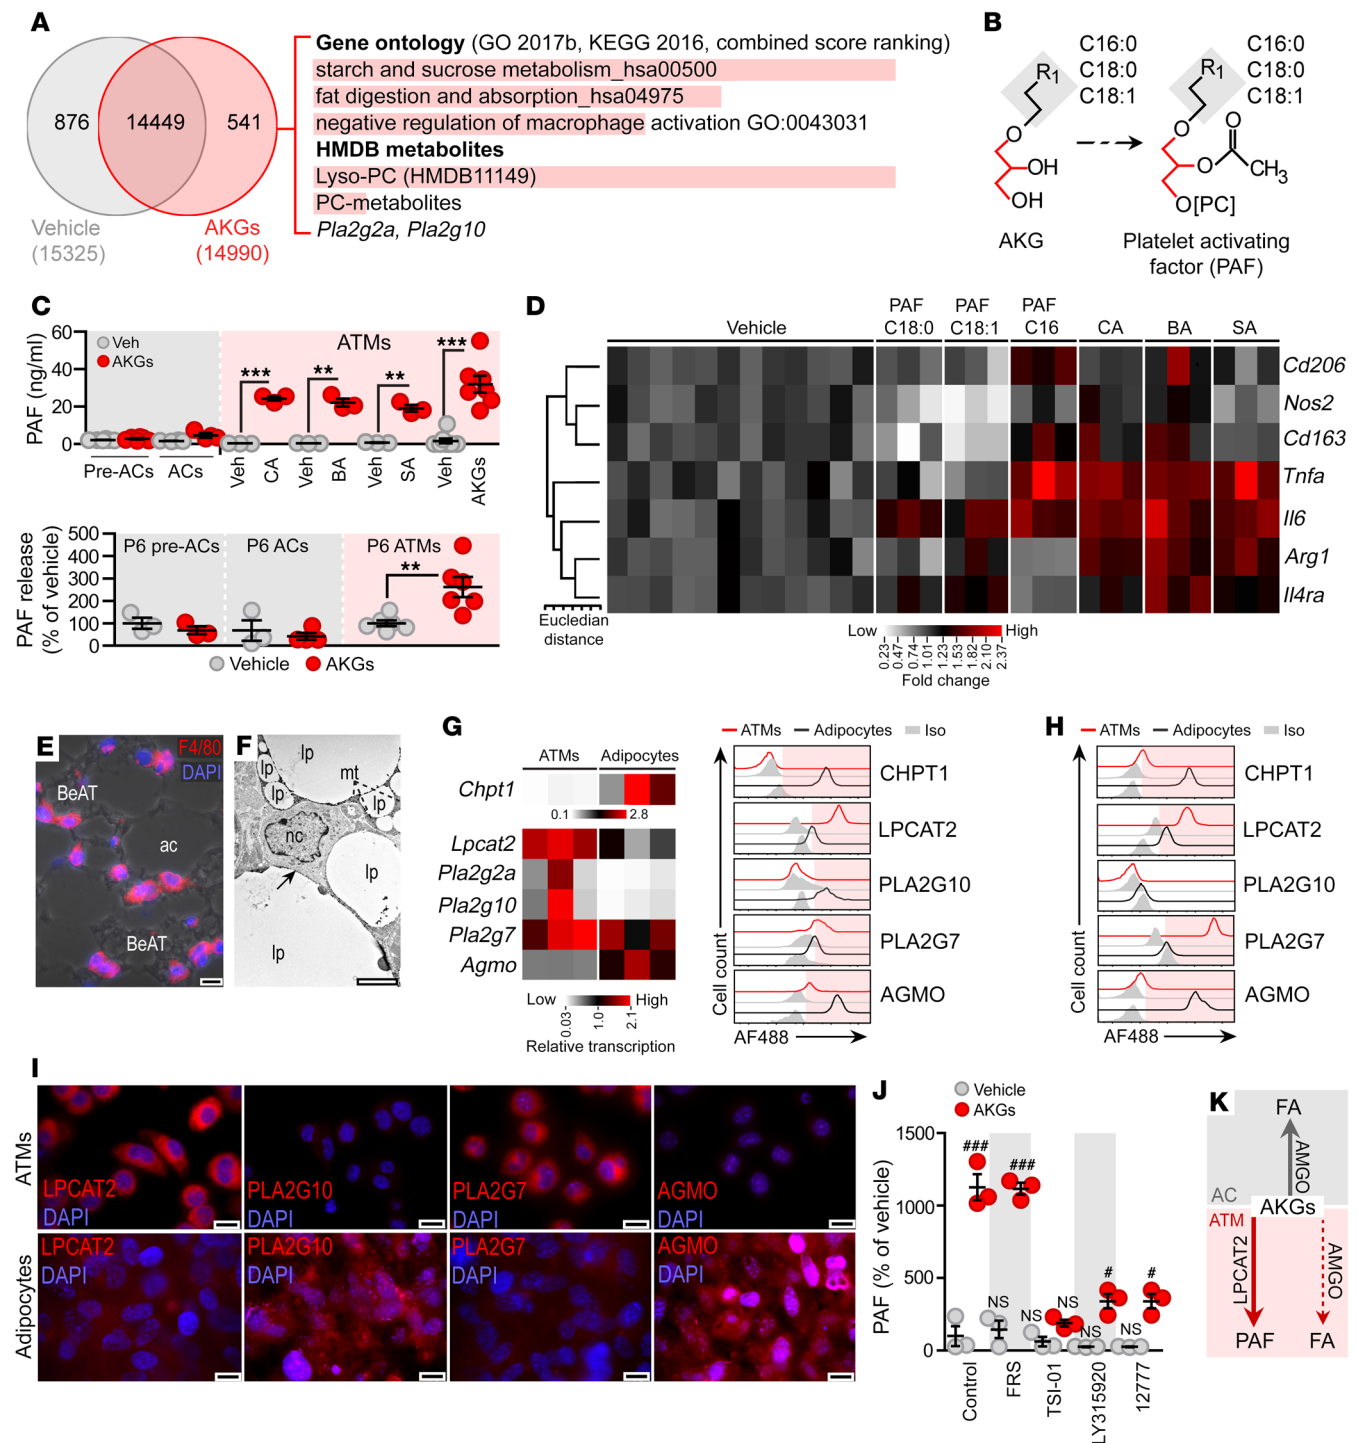 A
876
14449
541
Vehicle
(15325)
AKGs
(14990)
Gene ontology (GO 2017b, KEGG 2016, combined score ranking)
starch and sucrose metabolism_hsa00500
fat digestion and absorption_hsa04975
negative regulation of macrophage activation GO:0043031
HMDB metabolites
Lyso-PC (HMDB11149)
PC-metabolites
Pla2g2a, Pla2g10
B
R1
C16:0
C18:0
C18:1
O
OH
OH
AKG
R1
C16:0
C18:0
C18:1
O
O
O
CH3
O[PC]
Platelet activating
factor (PAF)
C
PAF (ng/ml)
60
40
20
0
Veh
AKGs
ATMs
***
**
**
***
Pre-ACs
ACs
Veh
CA
Veh
BA
Veh
SA
Veh
AKGs
PAF release
(% of vehicle)
500
400
300
200
100
0
P6 pre-ACs
P6 ACs
P6 ATMs
**
Vehicle
AKGs
D
Vehicle
PAF
C18:0
PAF
C18:1
PAF
C16
CA
BA
SA
Cd206
Nos2
Cd163
Tnfa
Il6
Arg1
Il4ra
Eucledian
distance
Low
High
0.23
0.47
0.74
1.01
1.23
1.53
1.82
2.10
2.37
Fold change
E
F4/80
DAPI
BeAT
ac
BeAT
F
lp
lp
lp
mt
lp
nc
lp
lp
G
ATMs
Adipocytes
Chpt1
0.1
2.8
Lpcat2
Pla2g2a
Pla2g10
Pla2g7
Agmo
Low
High
0.03
1.0
2.1
Relative transcription
ATMs
Adipocytes
Iso
CHPT1
LPCAT2
PLA2G10
PLA2G7
AGMO
Cell count
AF488
H
ATMs
Adipocytes
Iso
CHPT1
LPCAT2
PLA2G10
PLA2G7
AGMO
Cell count
AF488
I
ATMs
LPCAT2
DAPI
PLA2G10
DAPI
PLA2G7
DAPI
AGMO
DAPI
Adipocytes
LPCAT2
DAPI
PLA2G10
DAPI
PLA2G7
DAPI
AGMO
DAPI
J
Vehicle
AKGs
PAF (% of vehicle)
1500
1000
500
0
###
###
NS
NS
#
NS
#
NS
Control
FRS
TSI-01
LY315920
12777
K
FA
AMGO
AC
AKGs
ATM
LPCAT2
AMGO
PAF
FA